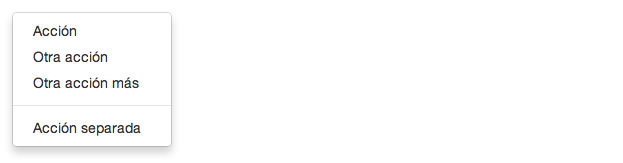 Acción
Otra acción
Otra acción más
Acción separada